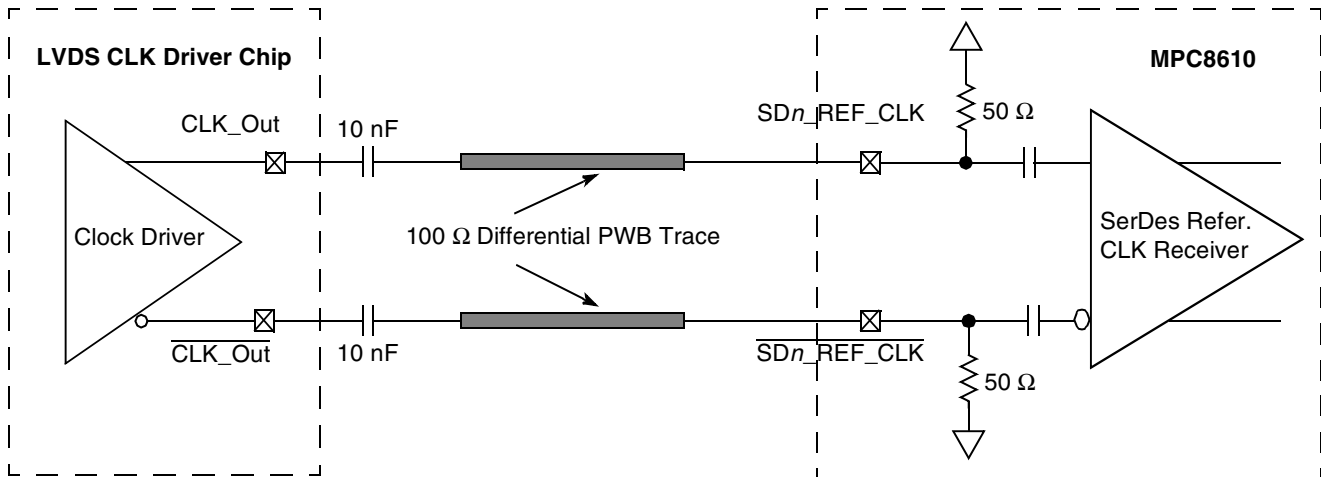 LVDS CLK Driver Chip
MPC8610
CLK_Out
10 nF
SDn_REF_CLK
50 Ω
Clock Driver
100 Ω Differential PWB Trace
SerDes Refer.
CLK Receiver
CLK_Out
10 nF
SDn_REF_CLK
50 Ω